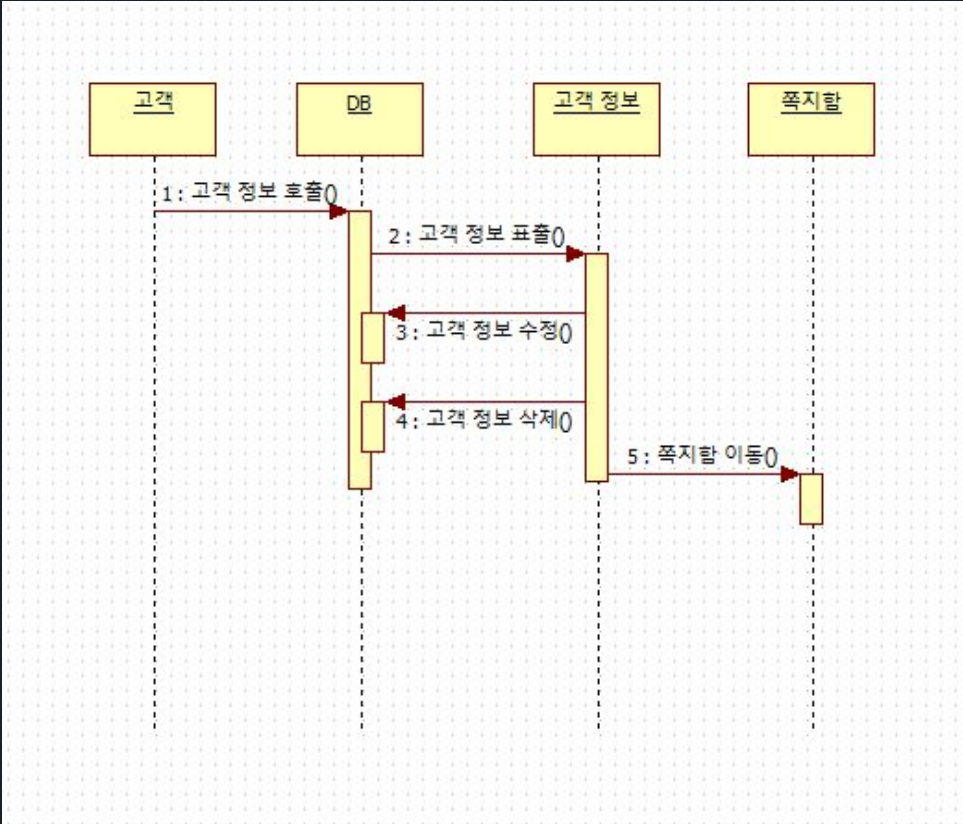 고객
DB
고객 정보
쪽지함
1 : 고객 정보 호출()
2 : 고객 정보 표출()
3 : 고객 정보 수정()
4 : 고객 정보 삭제()
5 : 쪽지함 이동()